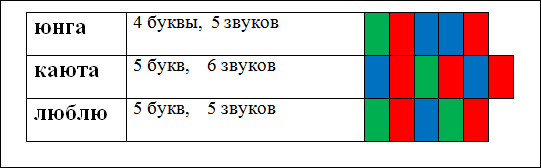 юнга 4 буквы, 5 звуков
каюта 5 букв, 6 звуков
люблю 5 букв, 5 звуков